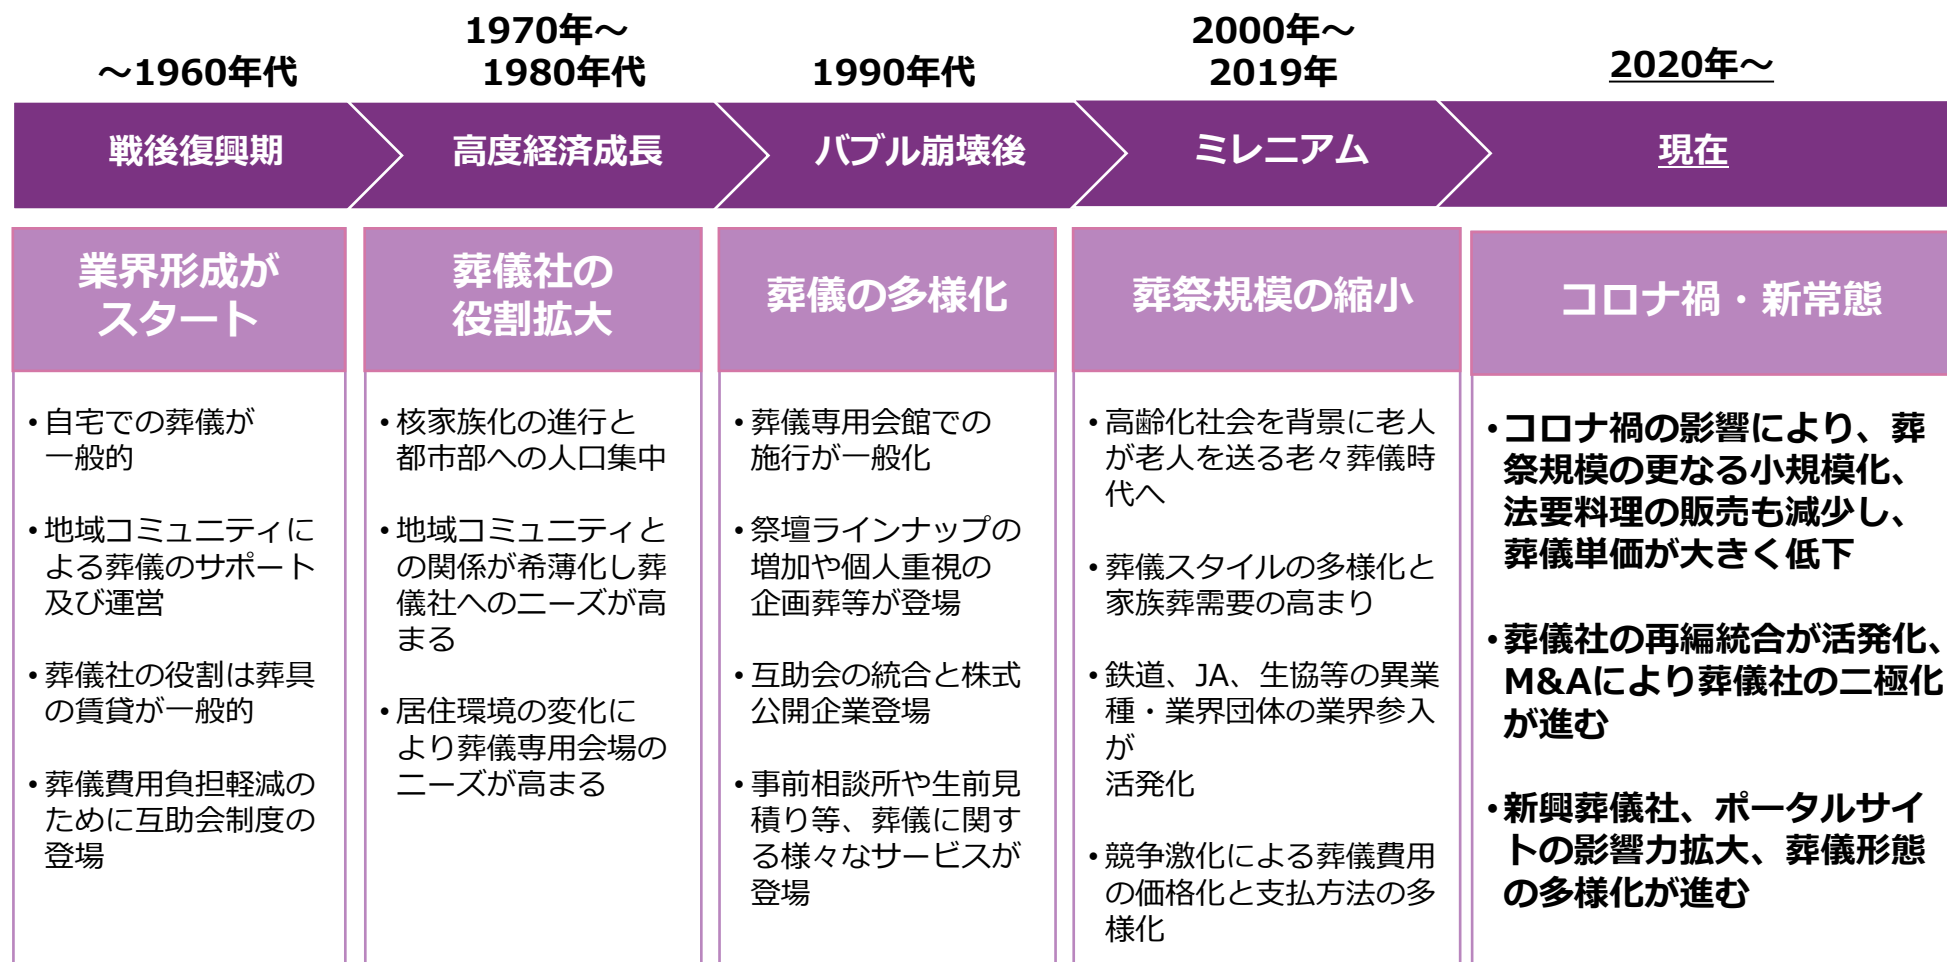 ～1960年代
1970年～
1980年代
1990年代
2000年～
2019年
2020年～
戦後復興期
高度経済成長
バブル崩壊後
ミレニアム
現在
業界形成が
スタート
葬儀社の
役割拡大
葬儀の多様化
葬祭規模の縮小
コロナ禍・新常態
•自宅での葬儀が
一般的
•地域コミュニティに
よる葬儀のサポート
及び運営
•葬儀社の役割は葬具
の賃貸が一般的
•葬儀費用負担軽減の
ために互助会制度の
登場
•核家族化の進行と
都市部への人口集中
•地域コミュニティと
の関係が希薄化し葬
儀社へのニーズが高
まる
•居住環境の変化に
より葬儀専用会場の
ニーズが高まる
•葬儀専用会館での
施行が一般化
•祭壇ラインナップの
増加や個人重視の
企画葬等が登場
•互助会の統合と株式
公開企業登場
•事前相談所や生前見
積り等、葬儀に関す
る様々なサービスが
登場
•高齢化社会を背景に老人
が老人を送る老々葬儀時
代へ
•葬儀スタイルの多様化と
家族葬需要の高まり
•鉄道、JA、生協等の異業
種・業界団体の業界参入
が
活発化
•競争激化による葬儀費用
の価格化と支払方法の多
様化
•コロナ禍の影響により、葬
祭規模の更なる小規模化、
法要料理の販売も減少し、
葬儀単価が大きく低下
•葬儀社の再編統合が活発化、
M&Aにより葬儀社の二極化
が進む
•新興葬儀社、ポータルサイ
トの影響力拡大、葬儀形態
の多様化が進む